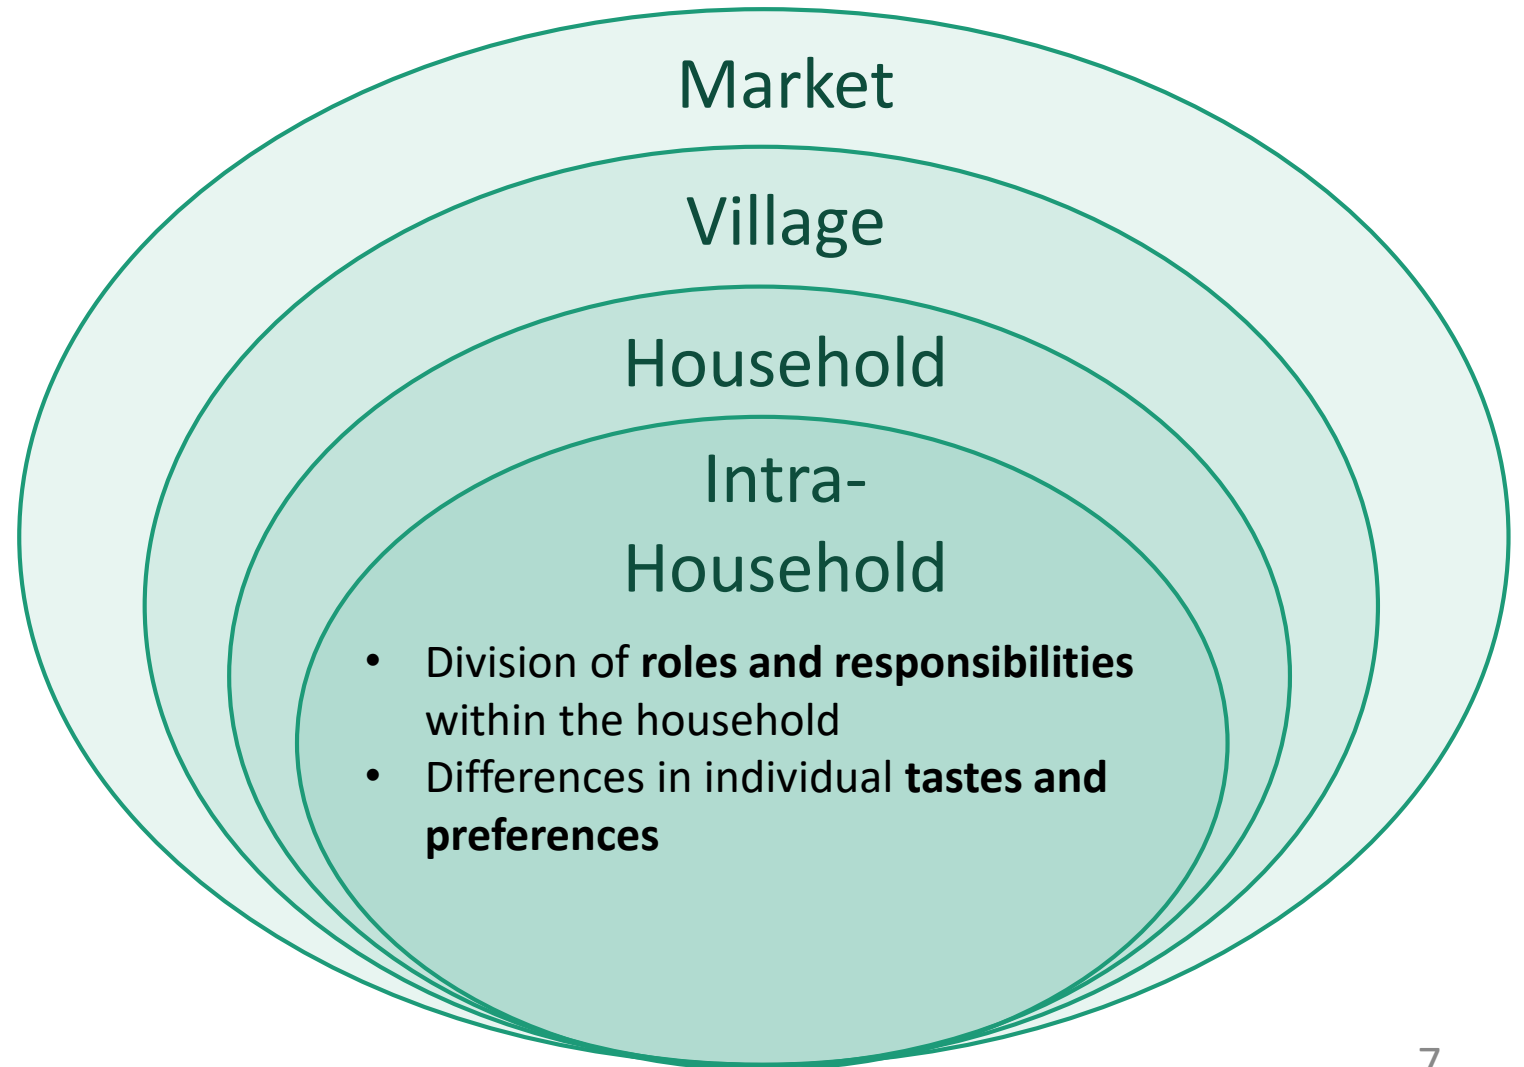 Market
Village
Household
Intra-
Household
• Division of roles and responsibilities
within the household
• Differences in individual tastes and
preferences
7